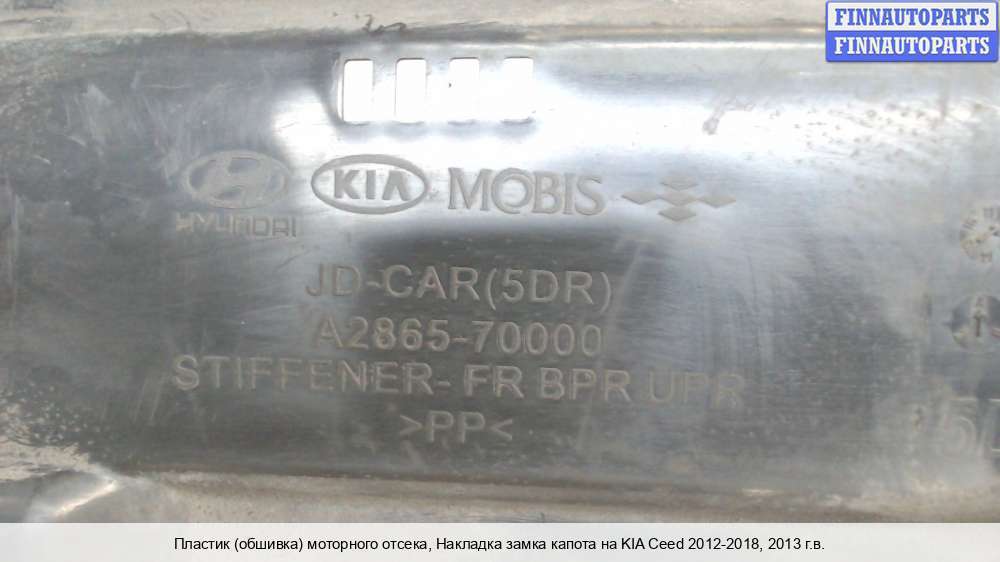 FINNAUTOPARTS
FINNAUTOPARTS
HYUNDAI KIA MOBIS
JD-CAR(5DR)
A2865-70000
STIFFENER- FR BPR UPR
>PP<
Пластик (обшивка) моторного отсека, Накладка замка капота на KIA Ceed 2012-2018, 2013 г.в.